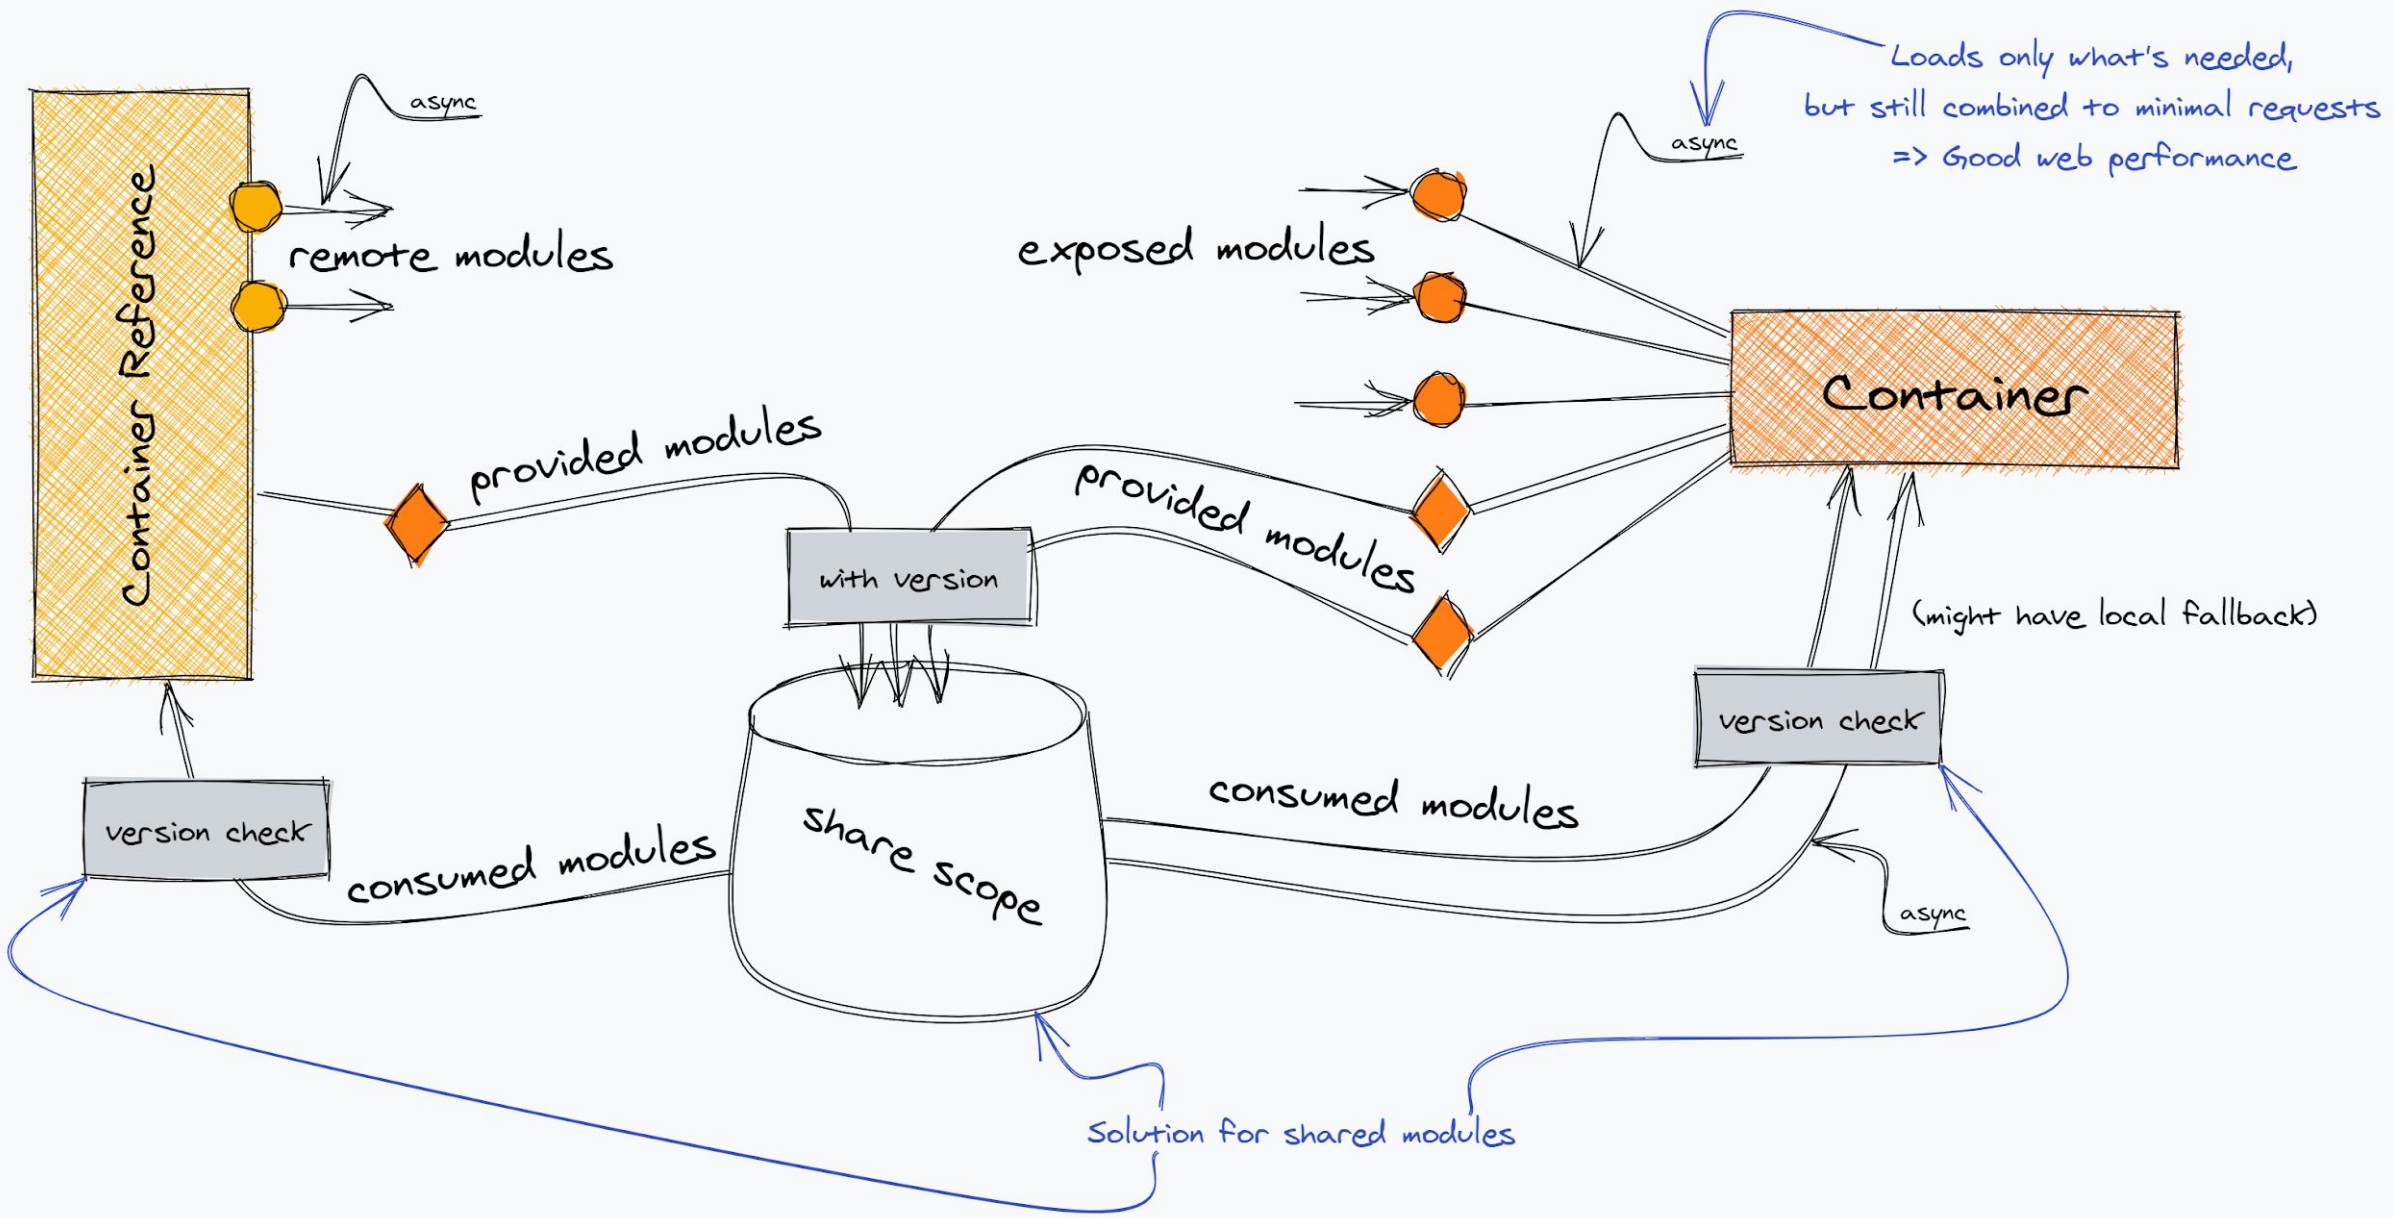 async
Loads only what's needed,
but still combined to minimal requests
=> Good web performance
async
Container Reference
remote modules
exposed modules
Container
provided modules
provided modules
with version
(might have local fallback)
version check
version check
consumed modules
share scope
consumed modules
async
Solution for shared modules